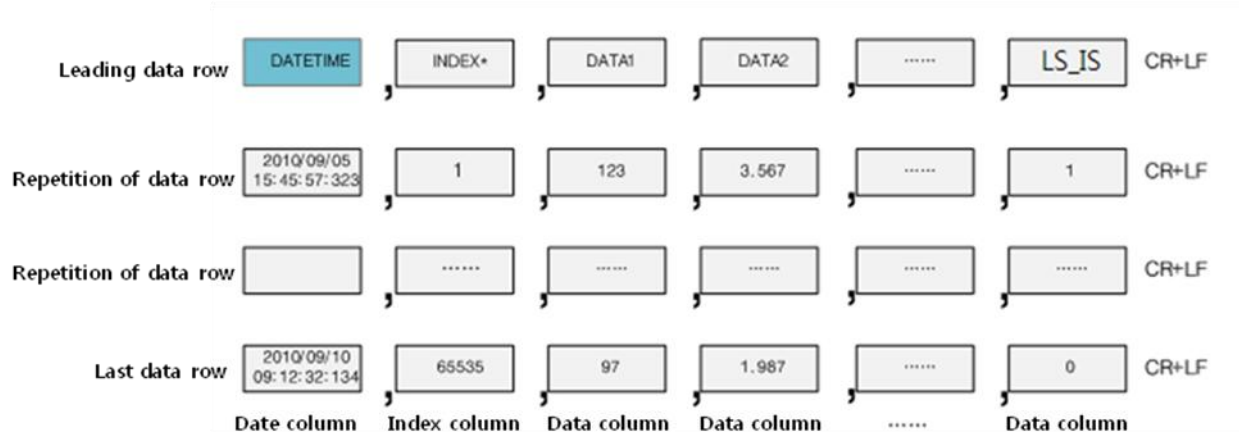 Leading data row DATETIME , INDEX* , DATA1 , DATA2 , ...... , LS_IS CR+LF
Repetition of data row 2010/09/05 15:45:57:323 , 1 , 123 , 3.567 , ...... , 1 CR+LF
Repetition of data row , ...... , ...... , ...... , ...... , ...... CR+LF
Last data row 2010/09/10 09:12:32:134 , 65535 , 97 , 1.987 , ...... , 0 CR+LF
Date column Index column Data column Data column ...... Data column